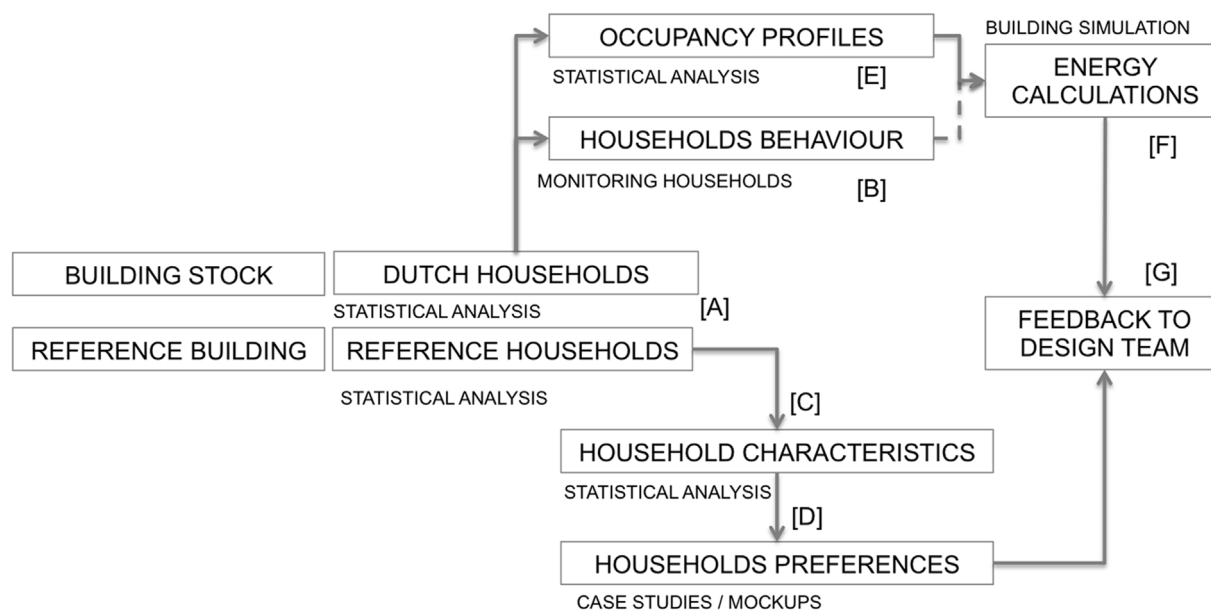 BUILDING SIMULATION
OCCUPANCY PROFILES
STATISTICAL ANALYSIS
[E]
ENERGY
CALCULATIONS
[F]
HOUSEHOLDS BEHAVIOUR
MONITORING HOUSEHOLDS
[B]
BUILDING STOCK
DUTCH HOUSEHOLDS
STATISTICAL ANALYSIS
[A]
[G]
FEEDBACK TO
DESIGN TEAM
REFERENCE BUILDING
REFERENCE HOUSEHOLDS
STATISTICAL ANALYSIS
[C]
HOUSEHOLD CHARACTERISTICS
STATISTICAL ANALYSIS
[D]
HOUSEHOLDS PREFERENCES
CASE STUDIES / MOCKUPS